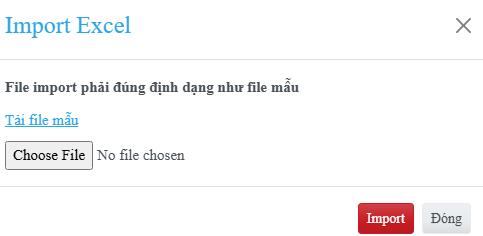 Import Excel
File import phải đúng định dạng như file mẫu
Tải file mẫu
Choose File No file chosen
Import Đóng